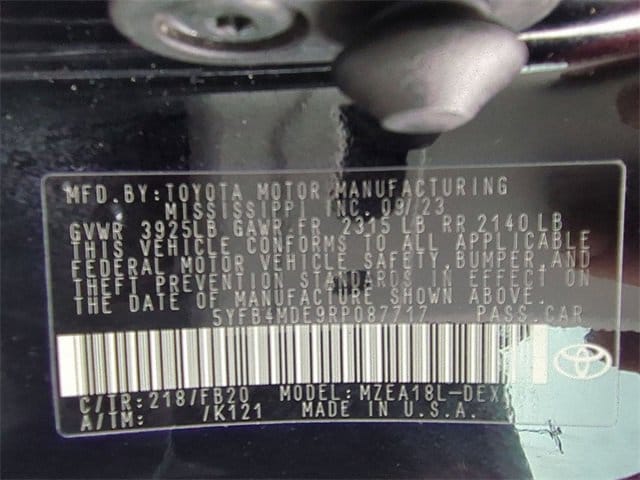 MFD. BY: TOYOTA MOTOR MANUFACTURING
MISSISSIPPI INC. 09/23
GVWR 3925LB GAWR FR 2315 LB RR 2140 LB
THIS VEHICLE CONFORMS TO ALL APPLICABLE
FEDERAL MOTOR VEHICLE SAFETY, BUMPER, AND
THEFT PREVENTION STANDARDS IN EFFECT ON
THE DATE OF MANUFACTURE SHOWN ABOVE.
5YFB4MDE9RP087717 PASS.CAR
C/TR: 218/FB20 MODEL: MZEA18L-DEX
A/TM: /K121 MADE IN U.S.A.